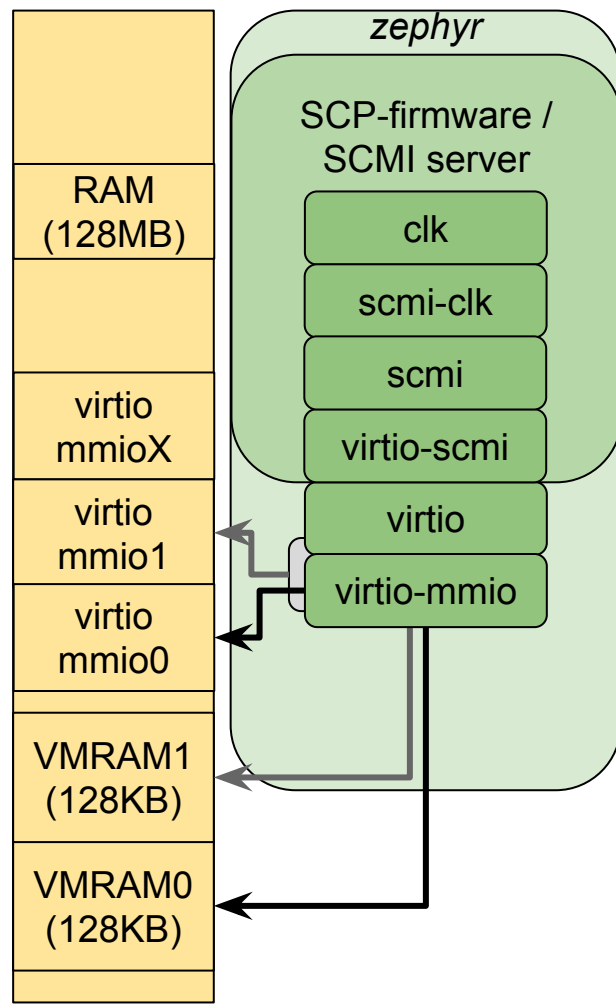 RAM
(128MB)
virtio
mmioX
virtio
mmio1
virtio
mmio0
VMRAM1
(128KB)
VMRAM0
(128KB)
zephyr
SCP-firmware /
SCMI server
clk
scmi-clk
scmi
virtio-scmi
virtio
virtio-mmio